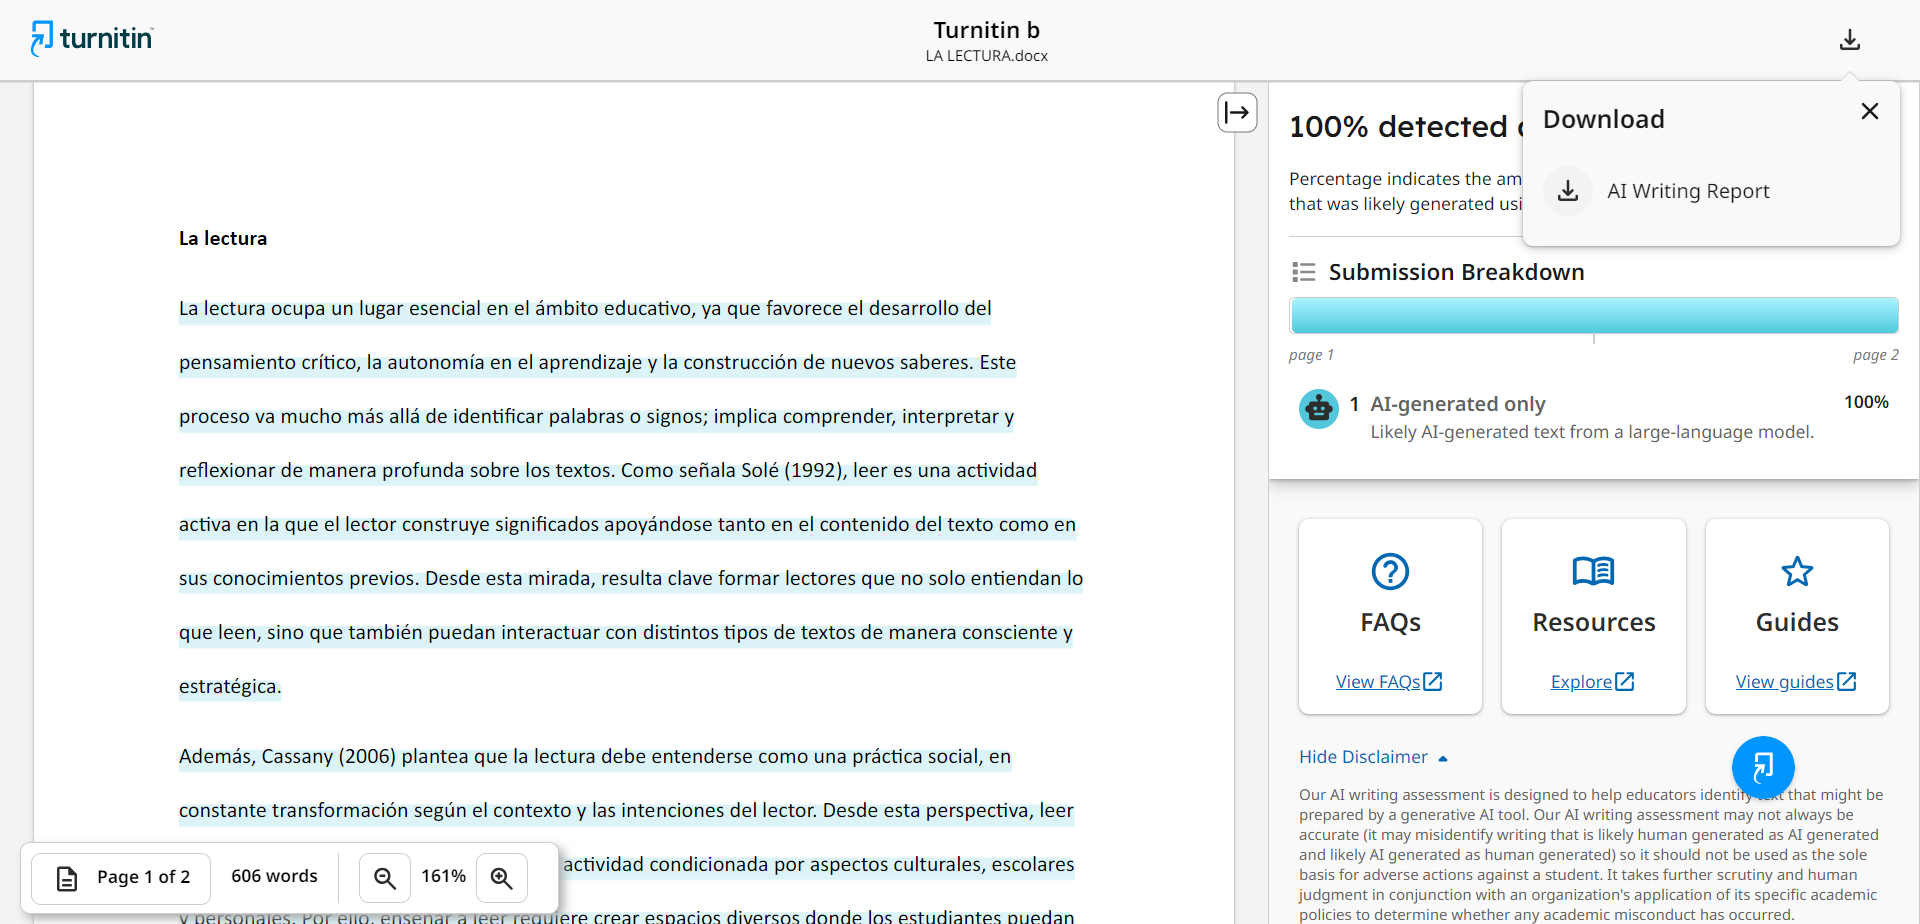 turnitin
Turnitin b
LA LECTURA.docx
La lectura
La lectura ocupa un lugar esencial en el ámbito educativo, ya que favorece el desarrollo del
pensamiento crítico, la autonomía en el aprendizaje y la construcción de nuevos saberes. Este
proceso va mucho más allá de identificar palabras o signos; implica comprender, interpretar y
reflexionar de manera profunda sobre los textos. Como señala Solé (1992), leer es una actividad
activa en la que el lector construye significados apoyándose tanto en el contenido del texto como en
sus conocimientos previos. Desde esta mirada, resulta clave formar lectores que no solo entiendan lo
que leen, sino que también puedan interactuar con distintos tipos de textos de manera consciente y
estratégica.
Además, Cassany (2006) plantea que la lectura debe entenderse como una práctica social, en
constante transformación según el contexto y las intenciones del lector. Desde esta perspectiva, leer
actividad condicionada por aspectos culturales, escolares
y personales. Por ello, enseñar a leer requiere crear espacios diversos donde los estudiantes puedan
Page 1 of 2
606 words
161%
100% detected
Percentage indicates the am
that was likely generated usi
Download
AI Writing Report
Submission Breakdown
page 1
page 2
1 AI-generated only 100%
Likely AI-generated text from a large-language model.
FAQs
View FAQs
Resources
Explore
Guides
View guides
Hide Disclaimer
Our AI writing assessment is designed to help educators identify text that might be
prepared by a generative AI tool. Our AI writing assessment may not always be
accurate (it may misidentify writing that is likely human generated as AI generated
and likely AI generated as human generated) so it should not be used as the sole
basis for adverse actions against a student. It takes further scrutiny and human
judgment in conjunction with an organization's application of its specific academic
policies to determine whether any academic misconduct has occurred.